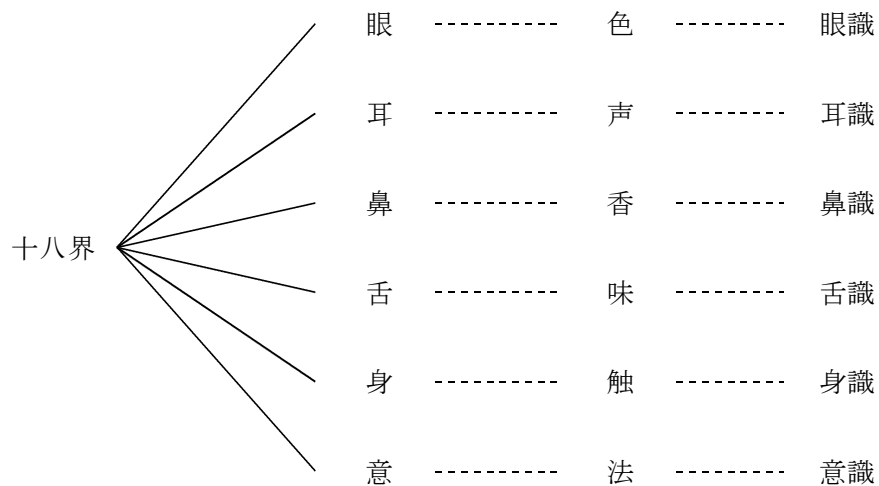 眼 色 眼識
耳 声 耳識
鼻 香 鼻識
十八界
舌 味 舌識
身 触 身識
意 法 意識